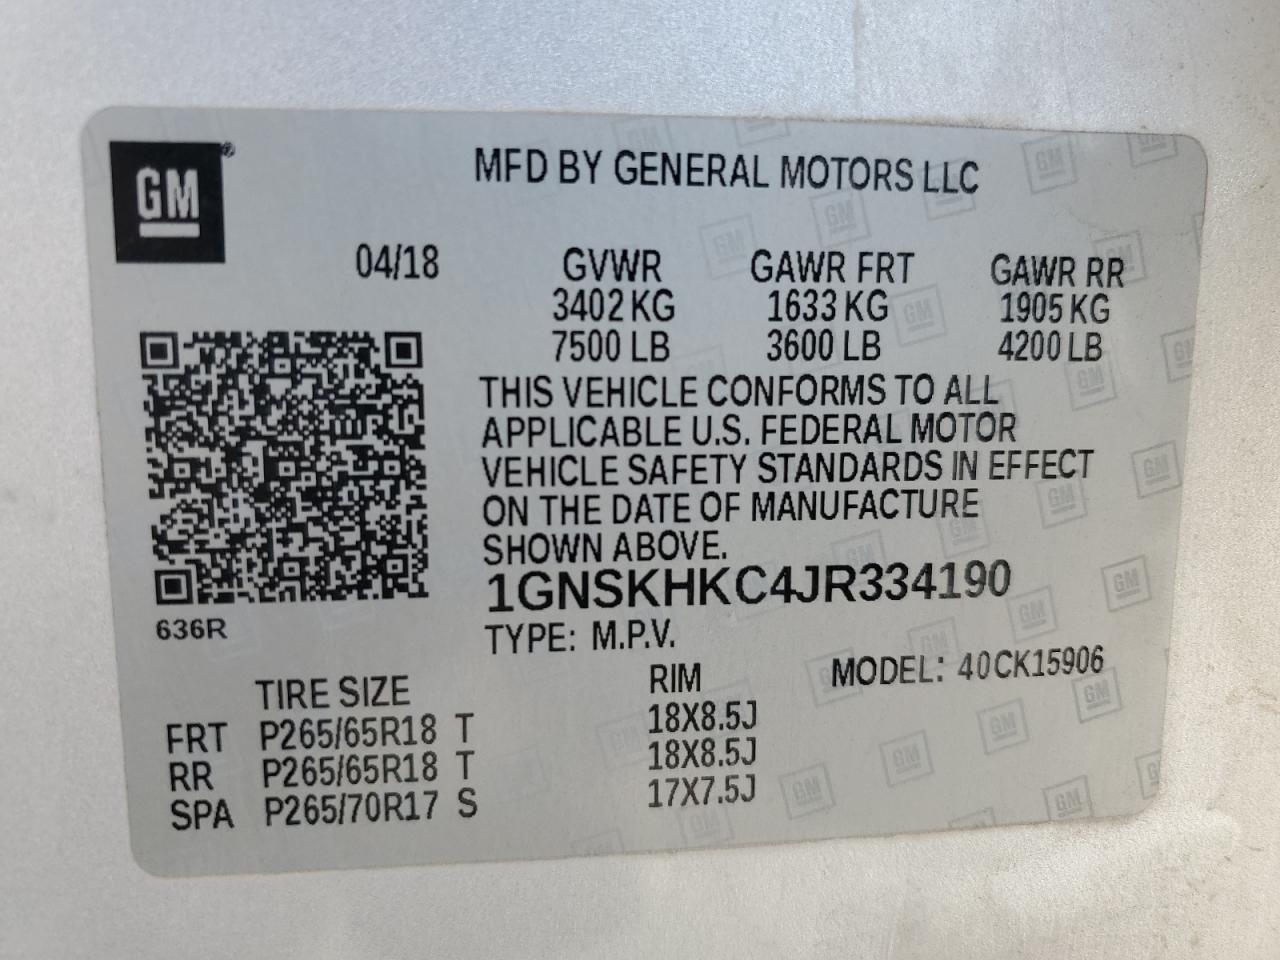 GM®
MFD BY GENERAL MOTORS LLC
04/18
GVWR GAWR FRT GAWR RR
3402 KG 1633 KG 1905 KG
7500 LB 3600 LB 4200 LB
THIS VEHICLE CONFORMS TO ALL
APPLICABLE U.S. FEDERAL MOTOR
VEHICLE SAFETY STANDARDS IN EFFECT
ON THE DATE OF MANUFACTURE
SHOWN ABOVE.
1GNSKHKC4JR334190
636R
TYPE: M.P.V.
MODEL: 40CK15906
TIRE SIZE RIM
FRT P265/65R18 T 18X8.5J
RR P265/65R18 T 18X8.5J
SPA P265/70R17 S 17X7.5J